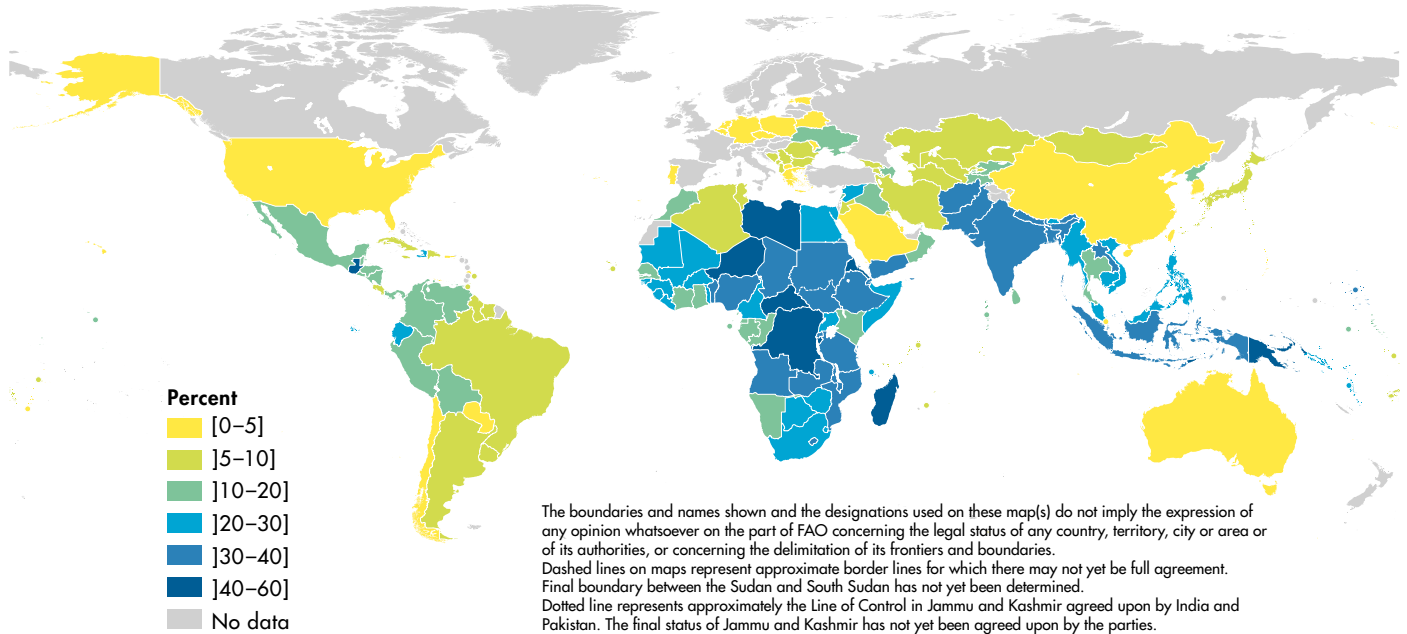 Percent
[0–5]
]5–10]
]10–20]
]20–30]
]30–40]
]40–60]
No data
The boundaries and names shown and the designations used on these map(s) do not imply the expression of
any opinion whatsoever on the part of FAO concerning the legal status of any country, territory, city or area or
of its authorities, or concerning the delimitation of its frontiers and boundaries.
Dashed lines on maps represent approximate border lines for which there may not yet be full agreement.
Final boundary between the Sudan and South Sudan has not yet been determined.
Dotted line represents approximately the Line of Control in Jammu and Kashmir agreed upon by India and
Pakistan. The final status of Jammu and Kashmir has not yet been agreed upon by the parties.